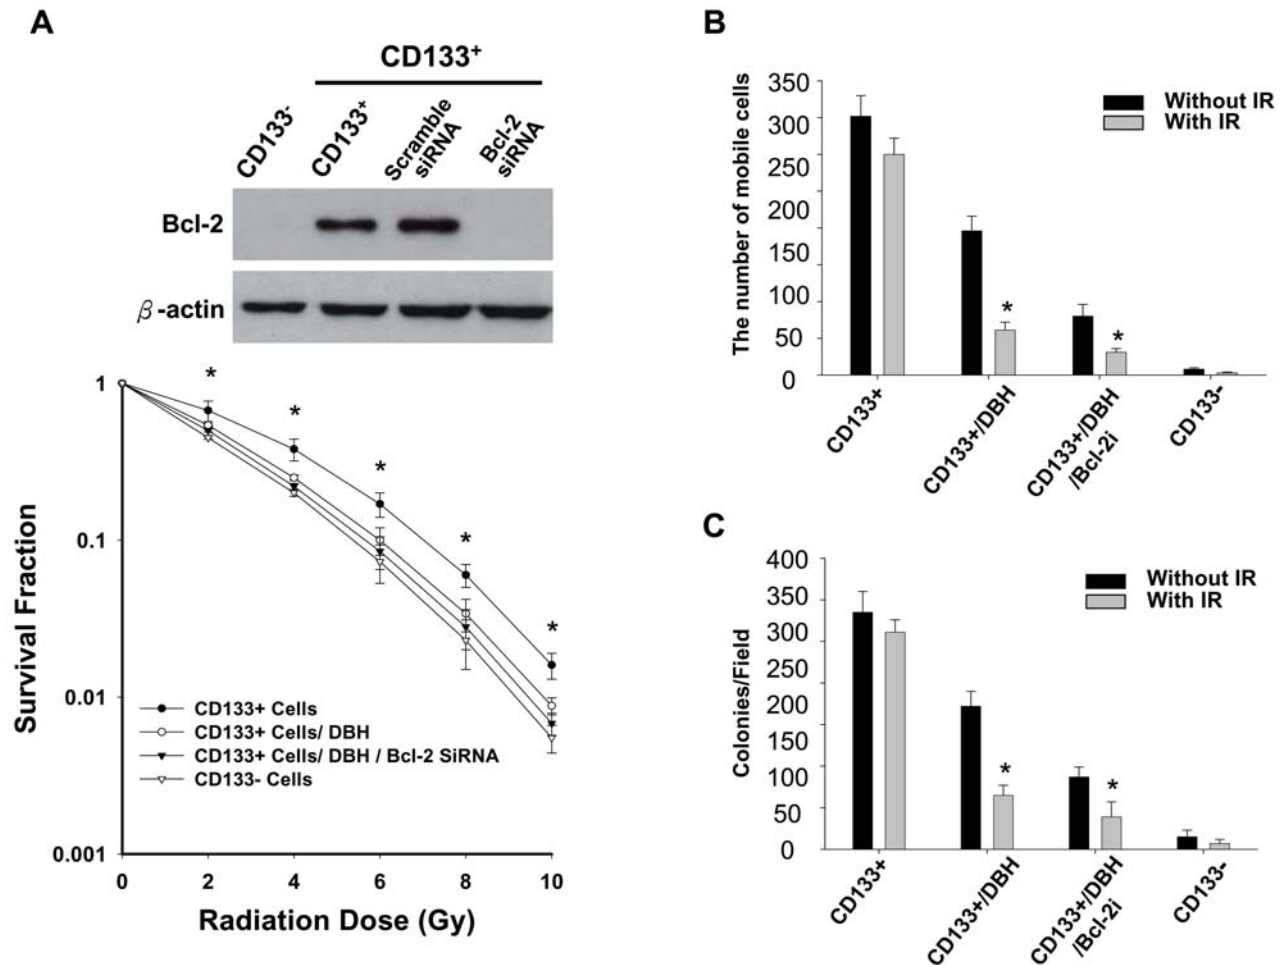 A
CD133+
CD133-
CD133+
Scramble
siRNA
Bcl-2
siRNA
Bcl-2
β-actin
*
*
*
*
*
1
0.1
0.01
0.001
Survival Fraction
CD133+ Cells
CD133+ Cells/ DBH
CD133+ Cells/ DBH / Bcl-2 SiRNA
CD133- Cells
0 2 4 6 8 10
Radiation Dose (Gy)
B
The number of mobile cells
350
300
250
200
150
100
50
0
Without IR
With IR
*
*
CD133+
CD133+/DBH
CD133+/DBH
/Bcl-2i
CD133-
C
Colonies/Field
400
350
300
250
200
150
100
50
0
Without IR
With IR
*
*
CD133+
CD133+/DBH
CD133+/DBH
/Bcl-2i
CD133-